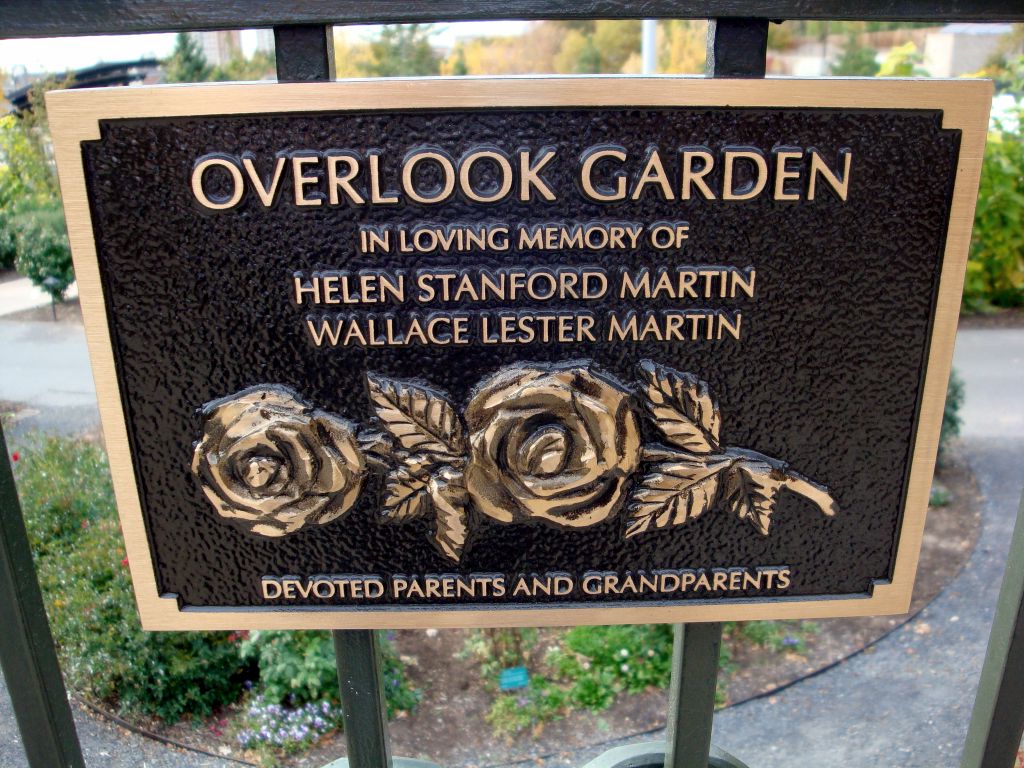 OVERLOOK GARDEN
IN LOVING MEMORY OF
HELEN STANFORD MARTIN
WALLACE LESTER MARTIN
DEVOTED PARENTS AND GRANDPARENTS